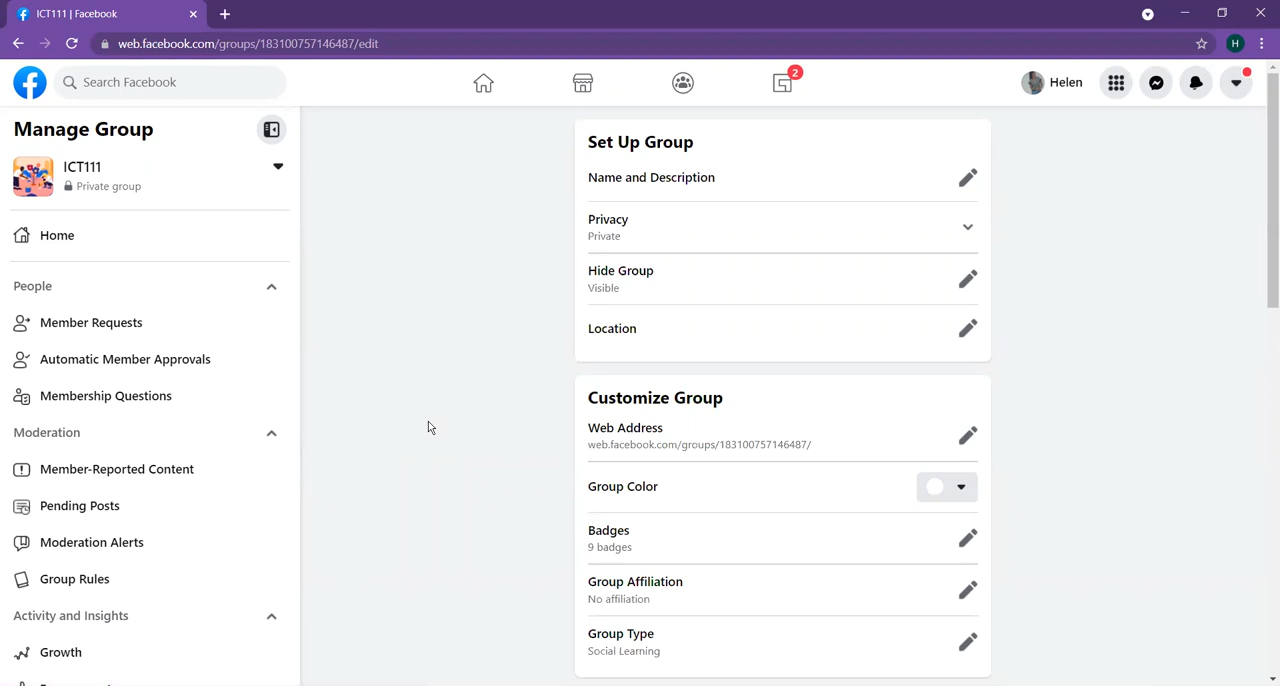 ICT111 | Facebook
web.facebook.com/groups/183100757146487/edit
H
Search Facebook
2
Helen
Manage Group
ICT111
Private group
Home
People
Member Requests
Automatic Member Approvals
Membership Questions
Moderation
Member-Reported Content
Pending Posts
Moderation Alerts
Group Rules
Activity and Insights
Growth
Set Up Group
Name and Description
Privacy
Private
Hide Group
Visible
Location
Customize Group
Web Address
web.facebook.com/groups/183100757146487/
Group Color
Badges
9 badges
Group Affiliation
No affiliation
Group Type
Social Learning